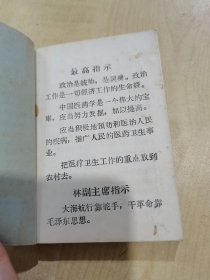 最高指示
政治是统帅，是灵魂。政治
工作是一切经济工作的生命线。
中国医药学是一个伟大的宝
库，应当努力发掘，加以提高。
应当积极地预防和医治人民
的疾病，推广人民的医药卫生事
业。
把医疗卫生工作的重点放到
农村去。
林副主席指示
大海航行靠舵手，干革命靠
毛泽东思想。